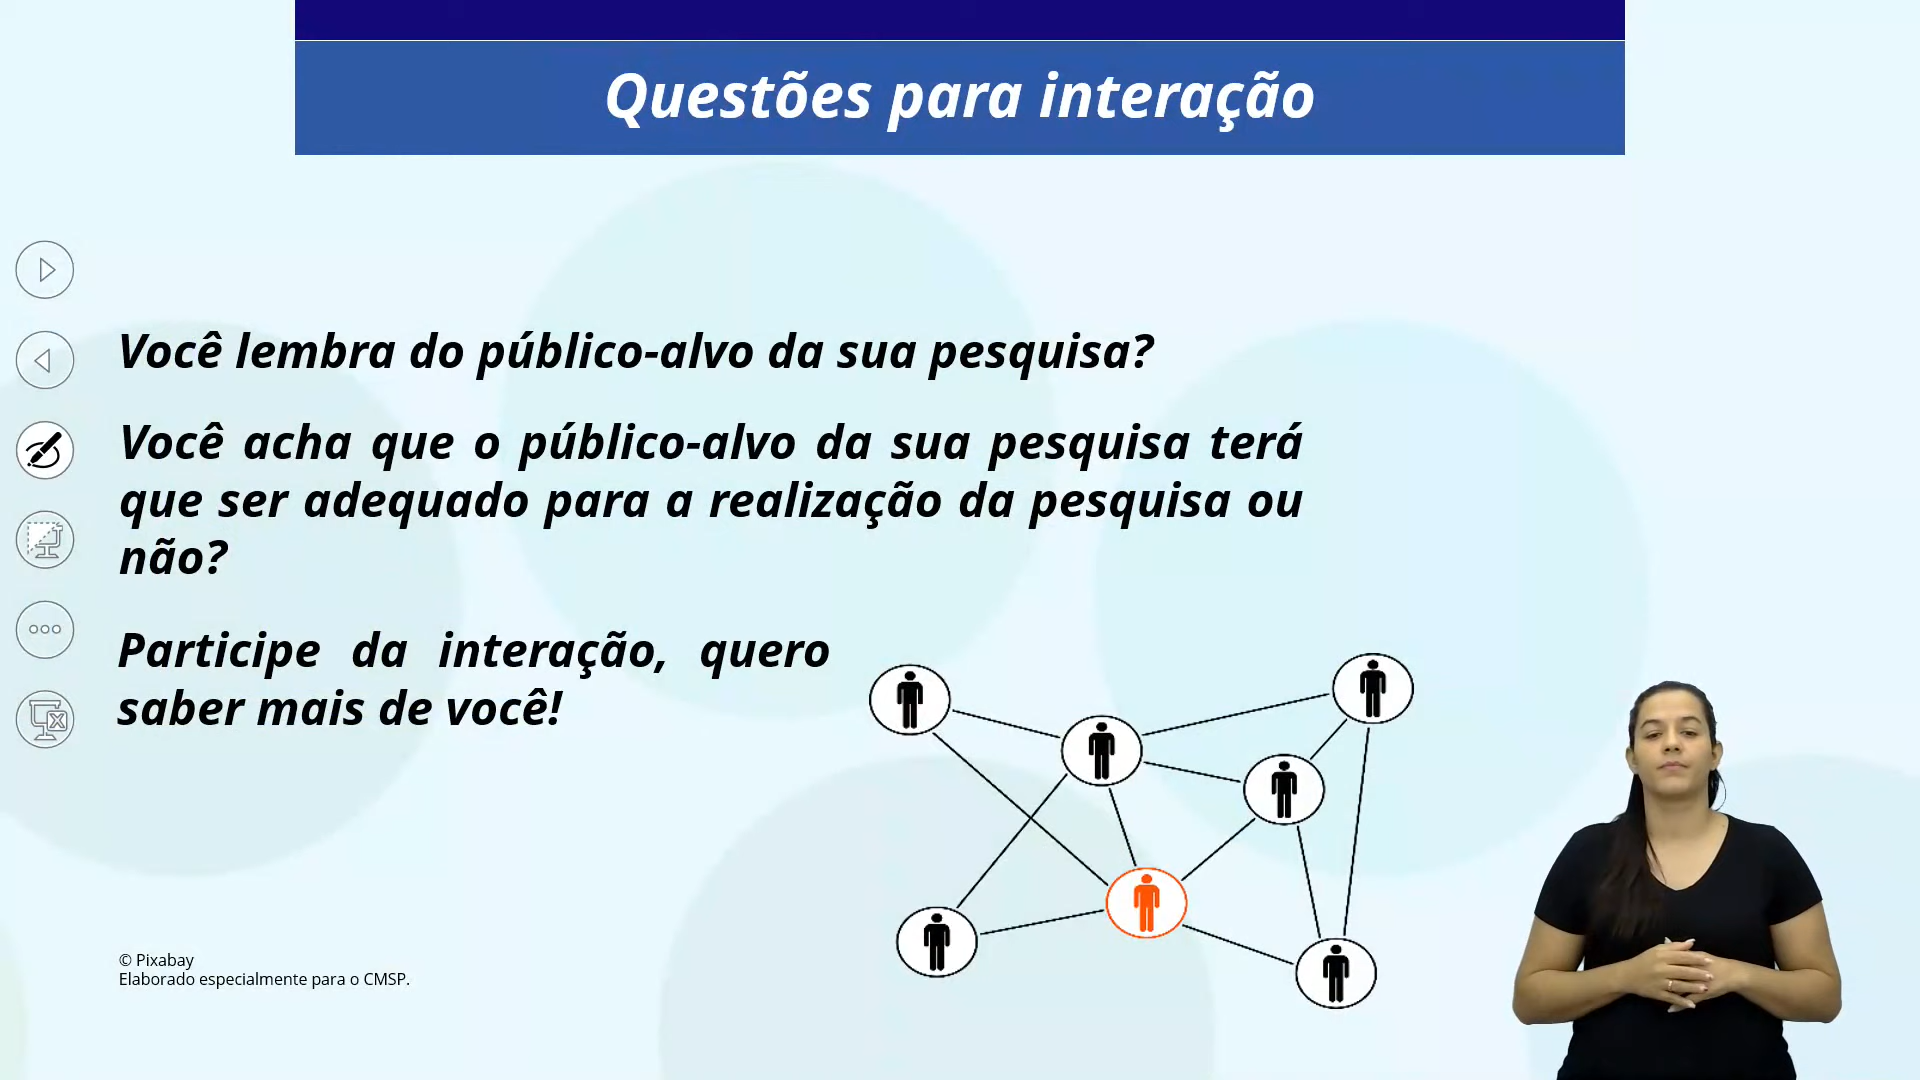 Questões para interação
Você lembra do público-alvo da sua pesquisa?
Você acha que o público-alvo da sua pesquisa terá
que ser adequado para a realização da pesquisa ou
não?
Participe da interação, quero
saber mais de você!
© Pixabay
Elaborado especialmente para o CMSP.